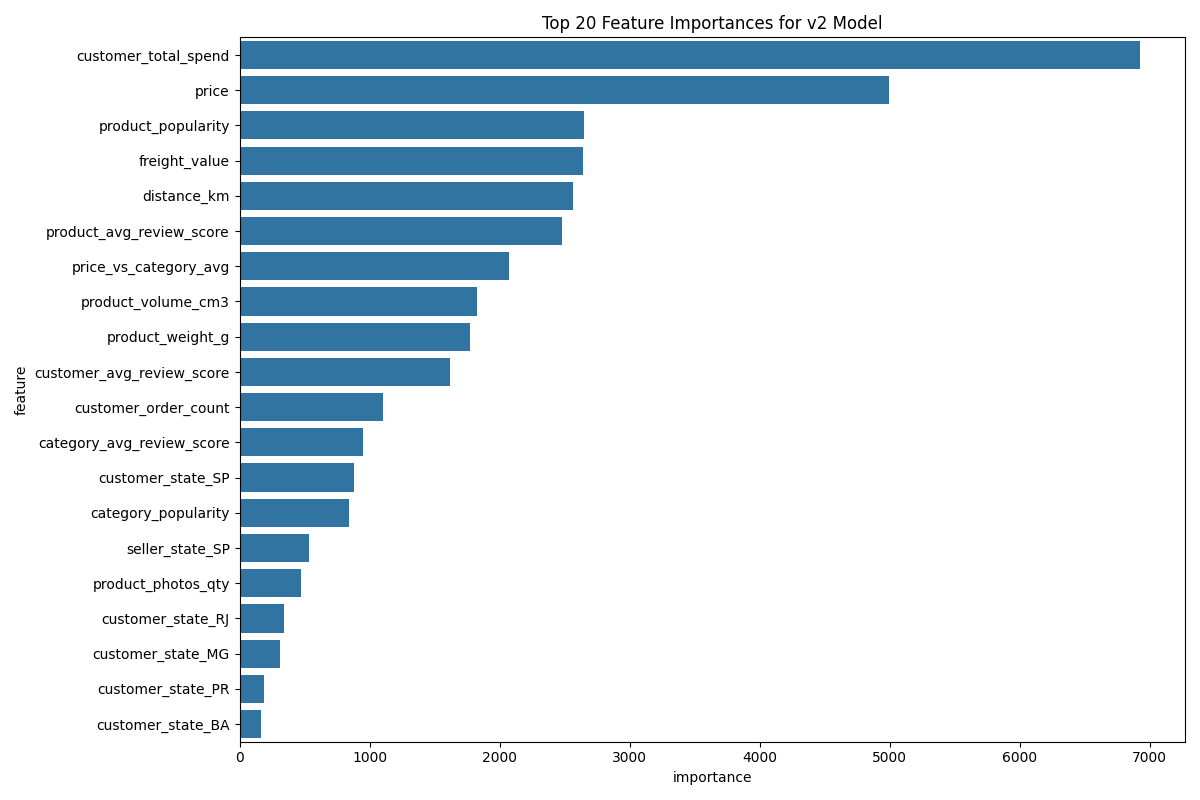 Top 20 Feature Importances for v2 Model
customer_total_spend
price
product_popularity
freight_value
distance_km
product_avg_review_score
price_vs_category_avg
product_volume_cm3
product_weight_g
customer_avg_review_score
customer_order_count
category_avg_review_score
customer_state_SP
category_popularity
seller_state_SP
product_photos_qty
customer_state_RJ
customer_state_MG
customer_state_PR
customer_state_BA
feature
0 1000 2000 3000 4000 5000 6000 7000
importance